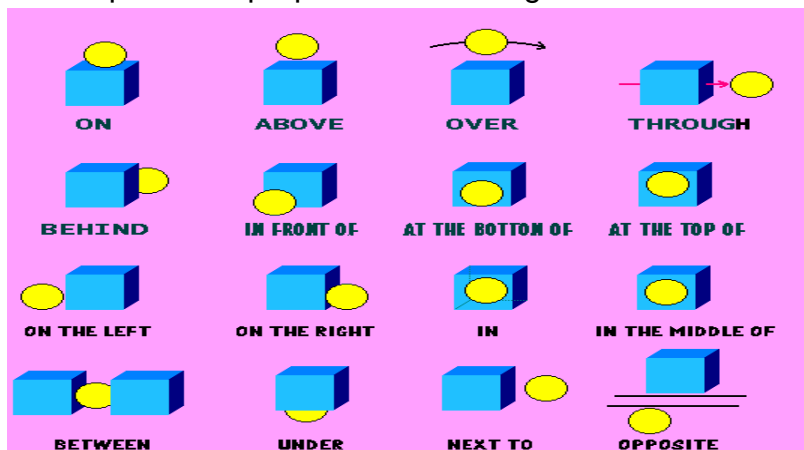 ON ABOVE OVER THROUGH
BEHIND IN FRONT OF AT THE BOTTOM OF AT THE TOP OF
ON THE LEFT ON THE RIGHT IN IN THE MIDDLE OF
BETWEEN UNDER NEXT TO OPPOSITE